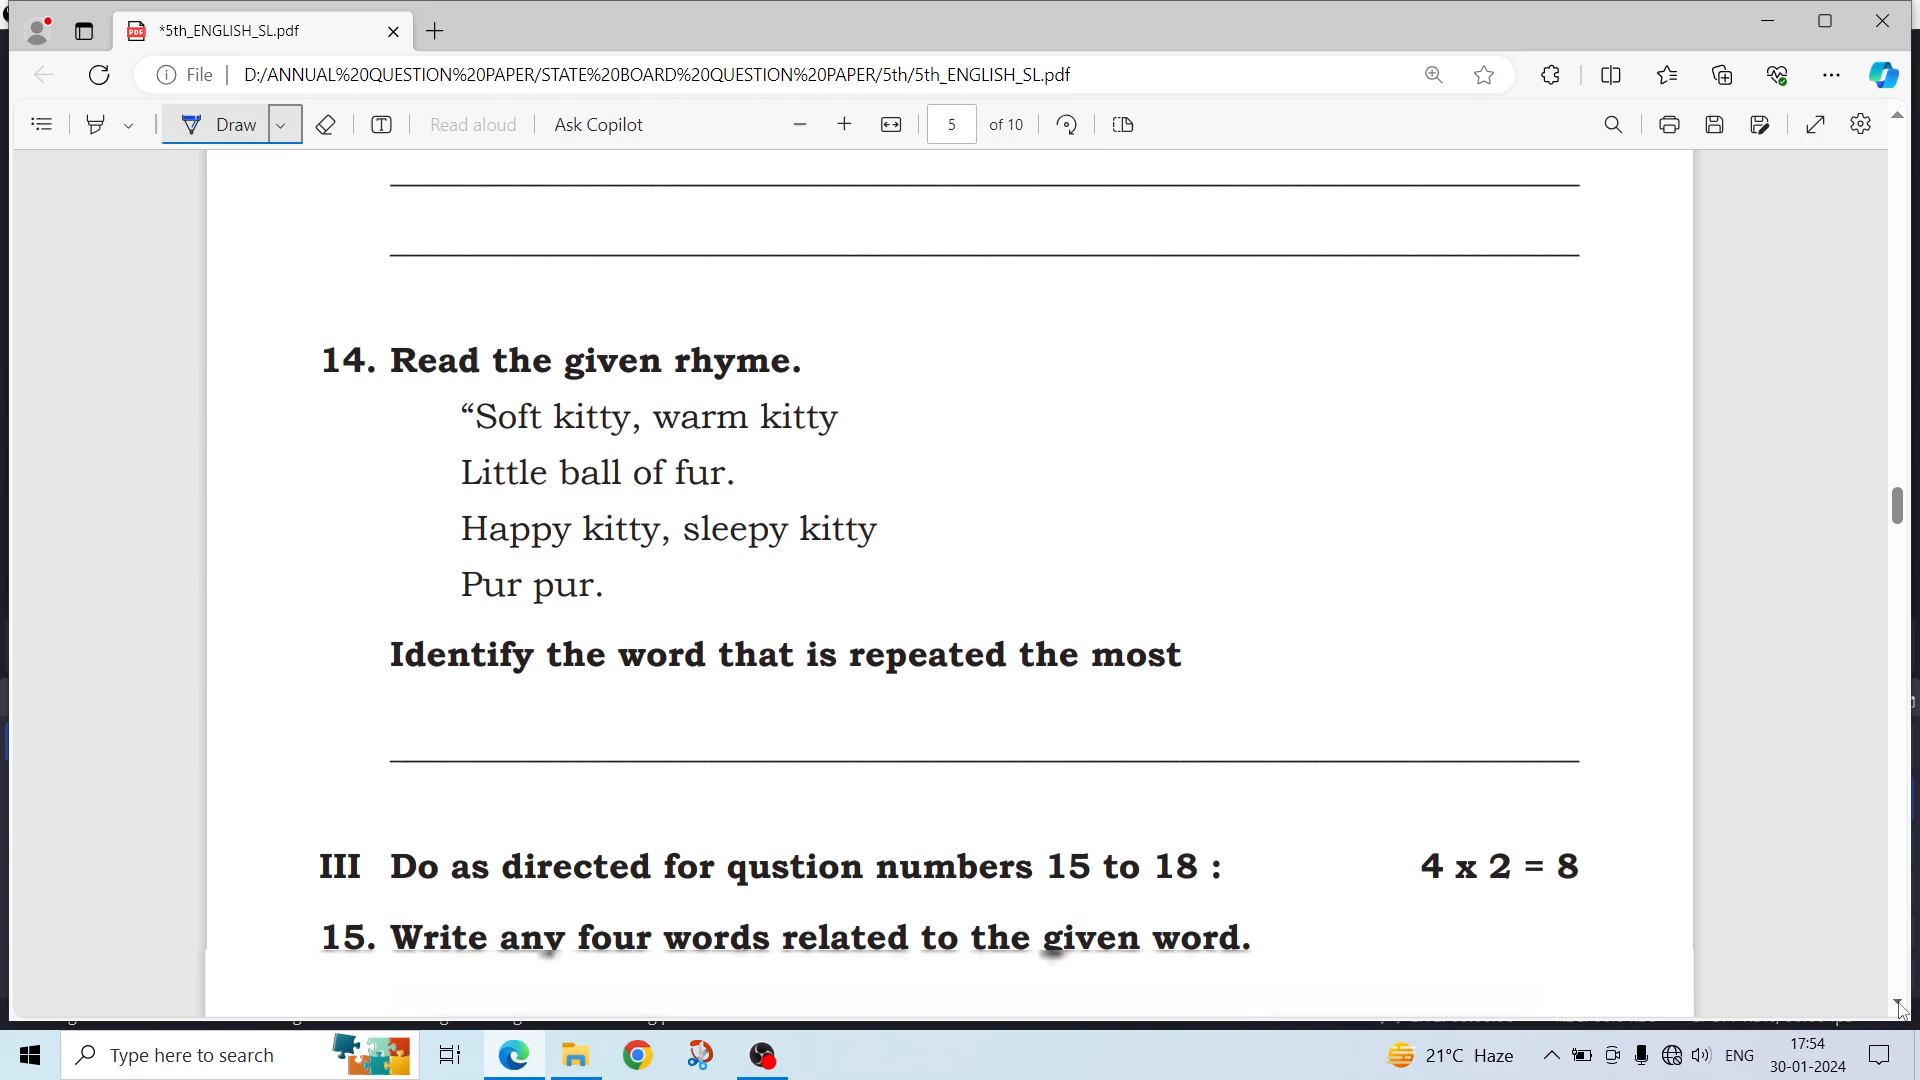 *5th_ENGLISH_SL.pdf
File
D:/ANNUAL%20QUESTION%20PAPER/STATE%20BOARD%20QUESTION%20PAPER/5th/5th_ENGLISH_SL.pdf
Draw
Read aloud
Ask Copilot
5
of 10
14. Read the given rhyme.
“Soft kitty, warm kitty
Little ball of fur.
Happy kitty, sleepy kitty
Pur pur.
Identify the word that is repeated the most
III Do as directed for qustion numbers 15 to 18 : 4 x 2 = 8
15. Write any four words related to the given word.
Type here to search
21°C Haze
ENG
17:54
30-01-2024